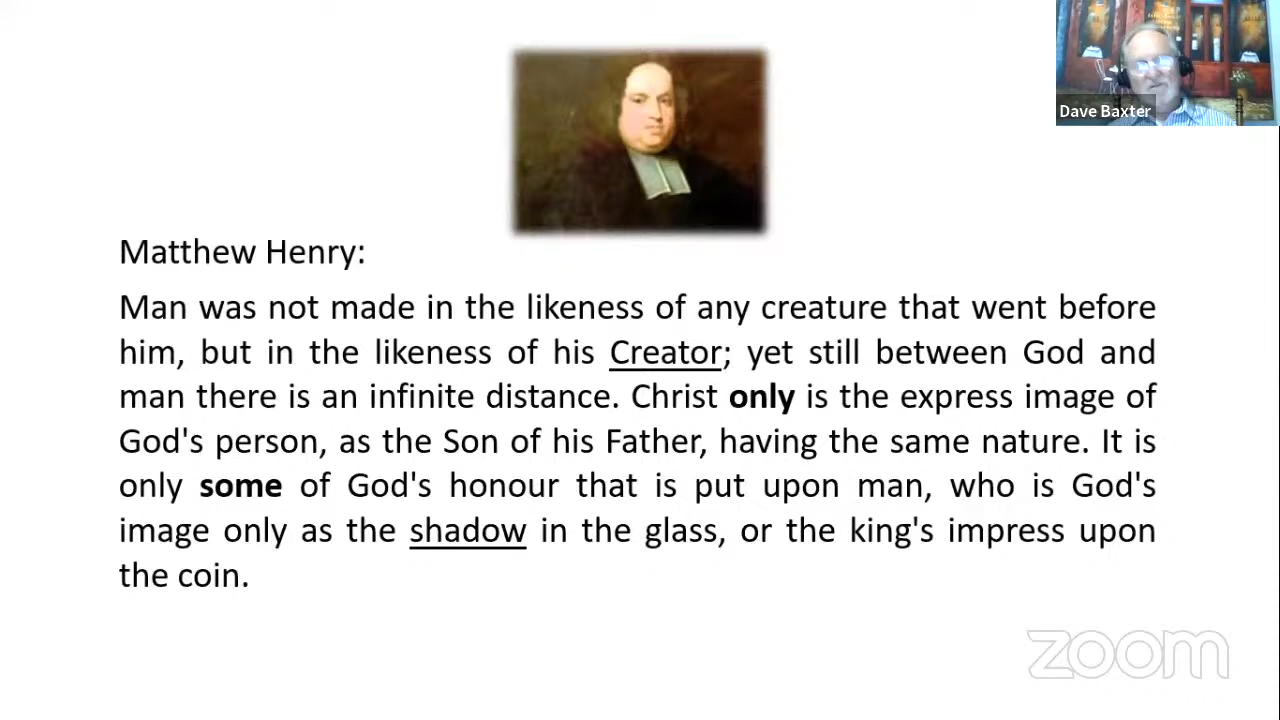 Dave Baxter
Matthew Henry:
Man was not made in the likeness of any creature that went before
him, but in the likeness of his Creator; yet still between God and
man there is an infinite distance. Christ only is the express image of
God's person, as the Son of his Father, having the same nature. It is
only some of God's honour that is put upon man, who is God's
image only as the shadow in the glass, or the king's impress upon
the coin.
zoom